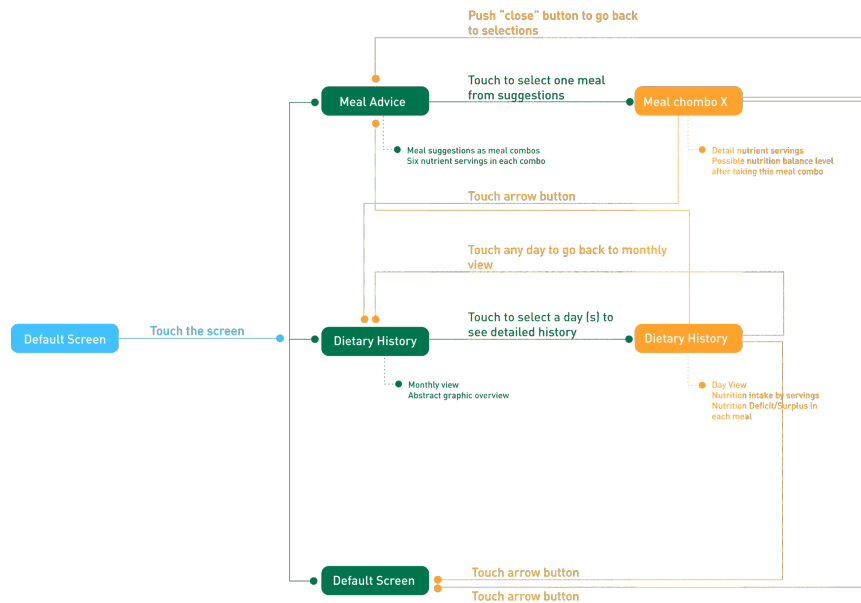 Push “close” button to go back
to selections
Touch to select one meal
from suggestions
Meal Advice
Meal chombo X
Meal suggestions as meal combos
Six nutrient servings in each combo
Detail nutrient servings
Possible nutrition balance level
after taking this meal combo
Touch arrow button
Touch any day to go back to monthly
view
Touch the screen
Touch to select a day (s) to
see detailed history
Default Screen
Dietary History
Dietary History
Monthly view
Abstract graphic overview
Day View
Nutrition intake by servings
Nutrition Deficit/Surplus in
each meal
Default Screen
Touch arrow button
Touch arrow button